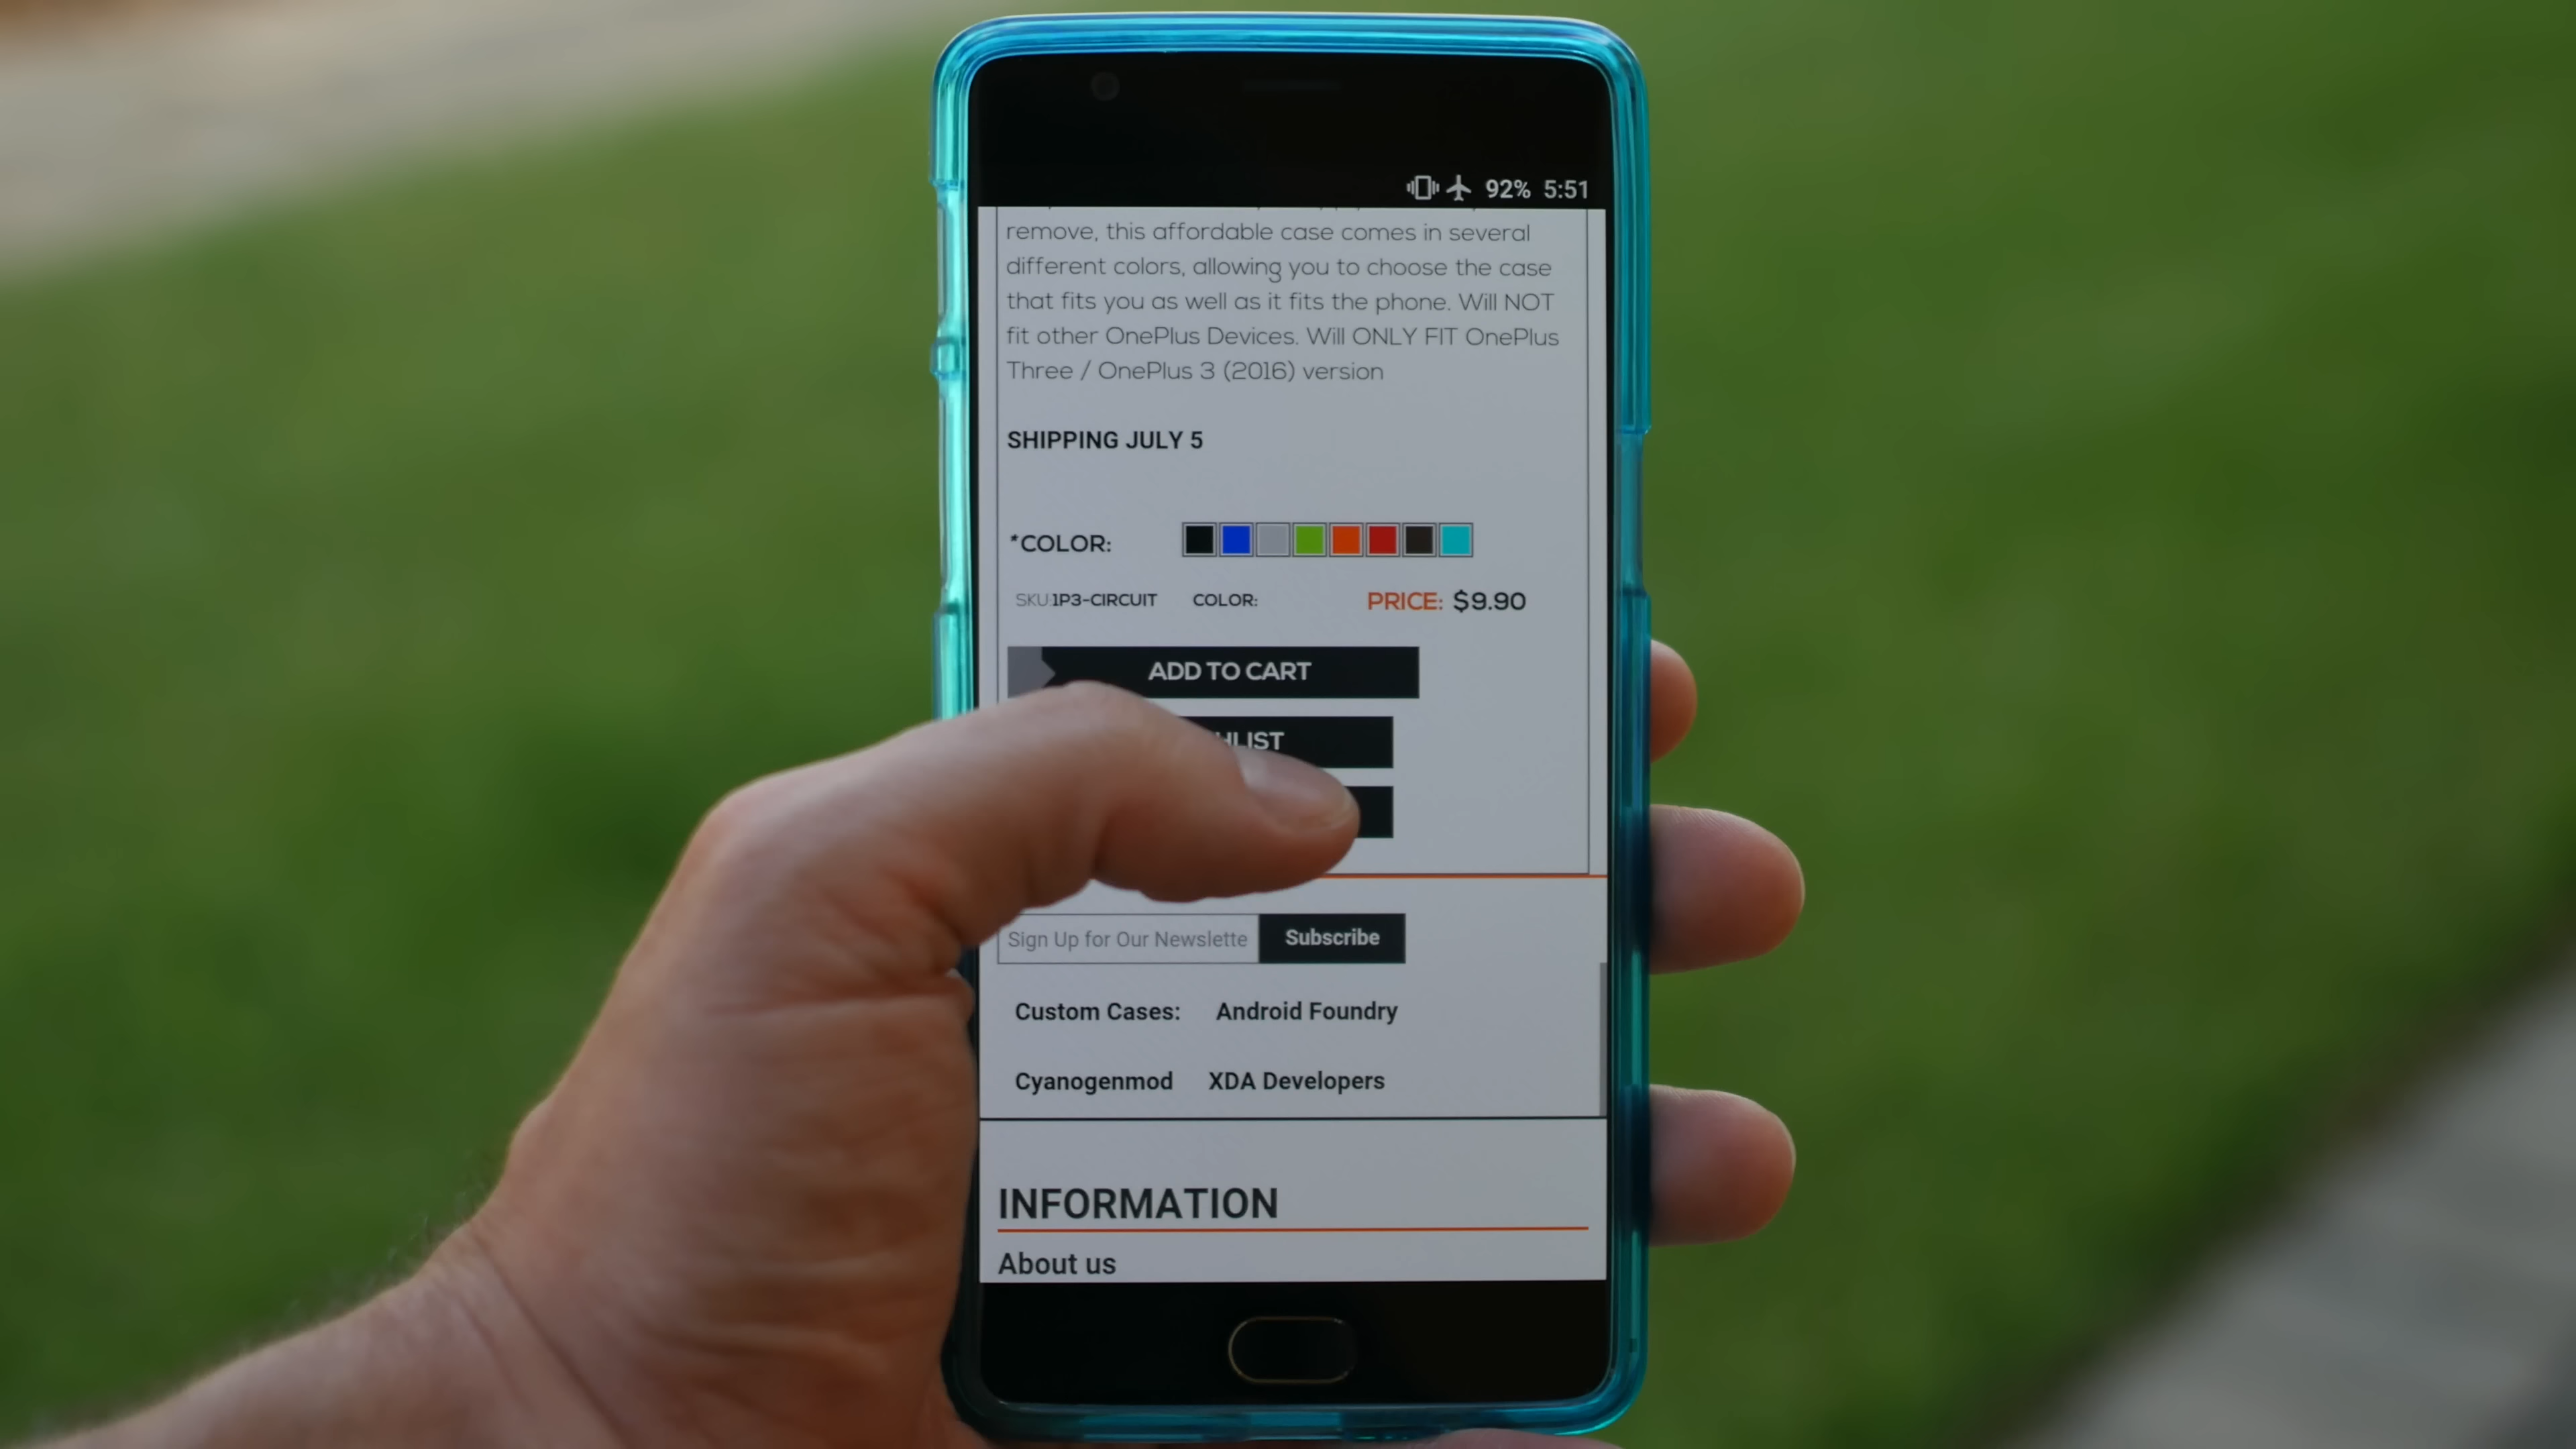 92% 5:51
remove, this affordable case comes in several
different colors, allowing you to choose the case
that fits you as well as it fits the phone. Will NOT
fit other OnePlus Devices. Will ONLY FIT OnePlus
Three / OnePlus 3 (2016) version
SHIPPING JULY 5
*COLOR:
SKU:1P3-CIRCUIT COLOR: PRICE: $9.90
ADD TO CART
Sign Up for Our Newslette Subscribe
Custom Cases: Android Foundry
Cyanogenmod XDA Developers
INFORMATION
About us